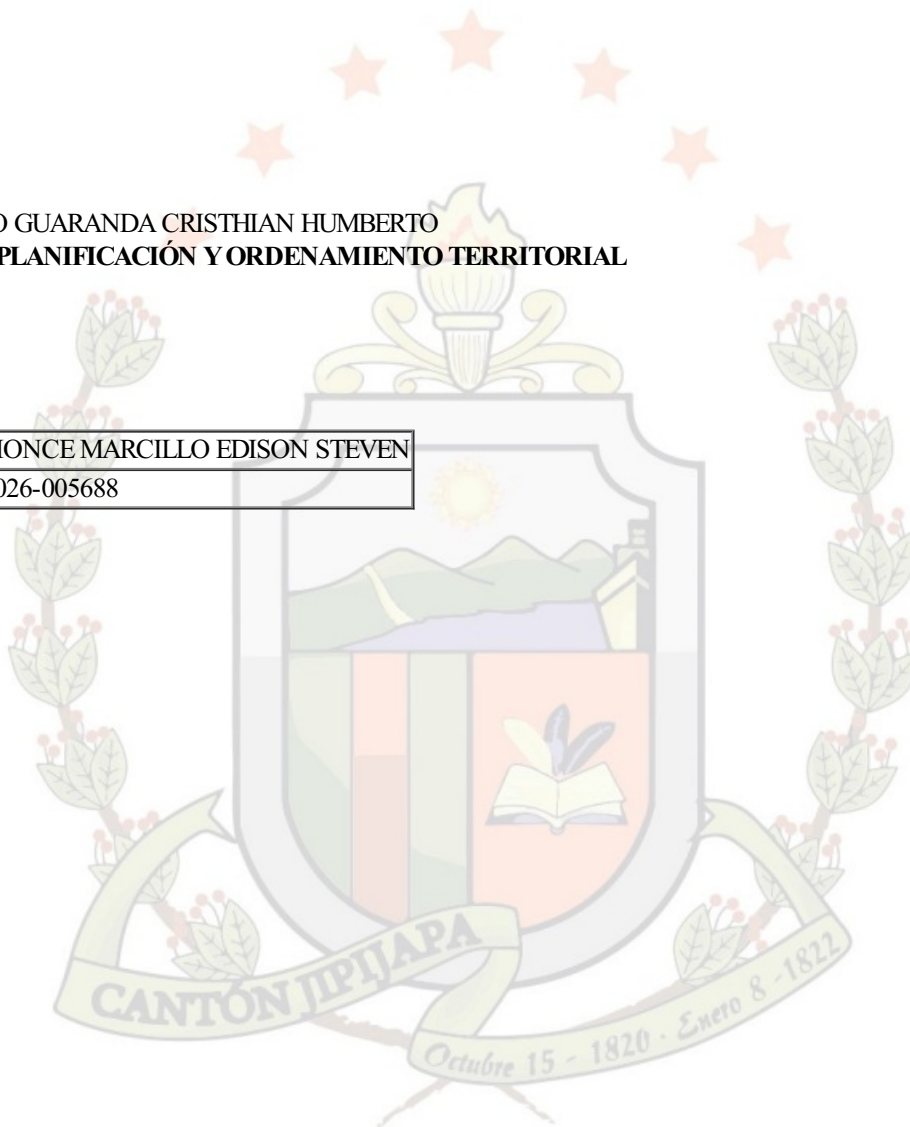 O GUARANDA CRISTHIAN HUMBERTO
PLANIFICACIÓN Y ORDENAMIENTO TERRITORIAL
IONCE MARCILLO EDISON STEVEN
026-005688
CANTÓN JIPIJAPA
Octubre 15 - 1820 · Enero 8 - 1822